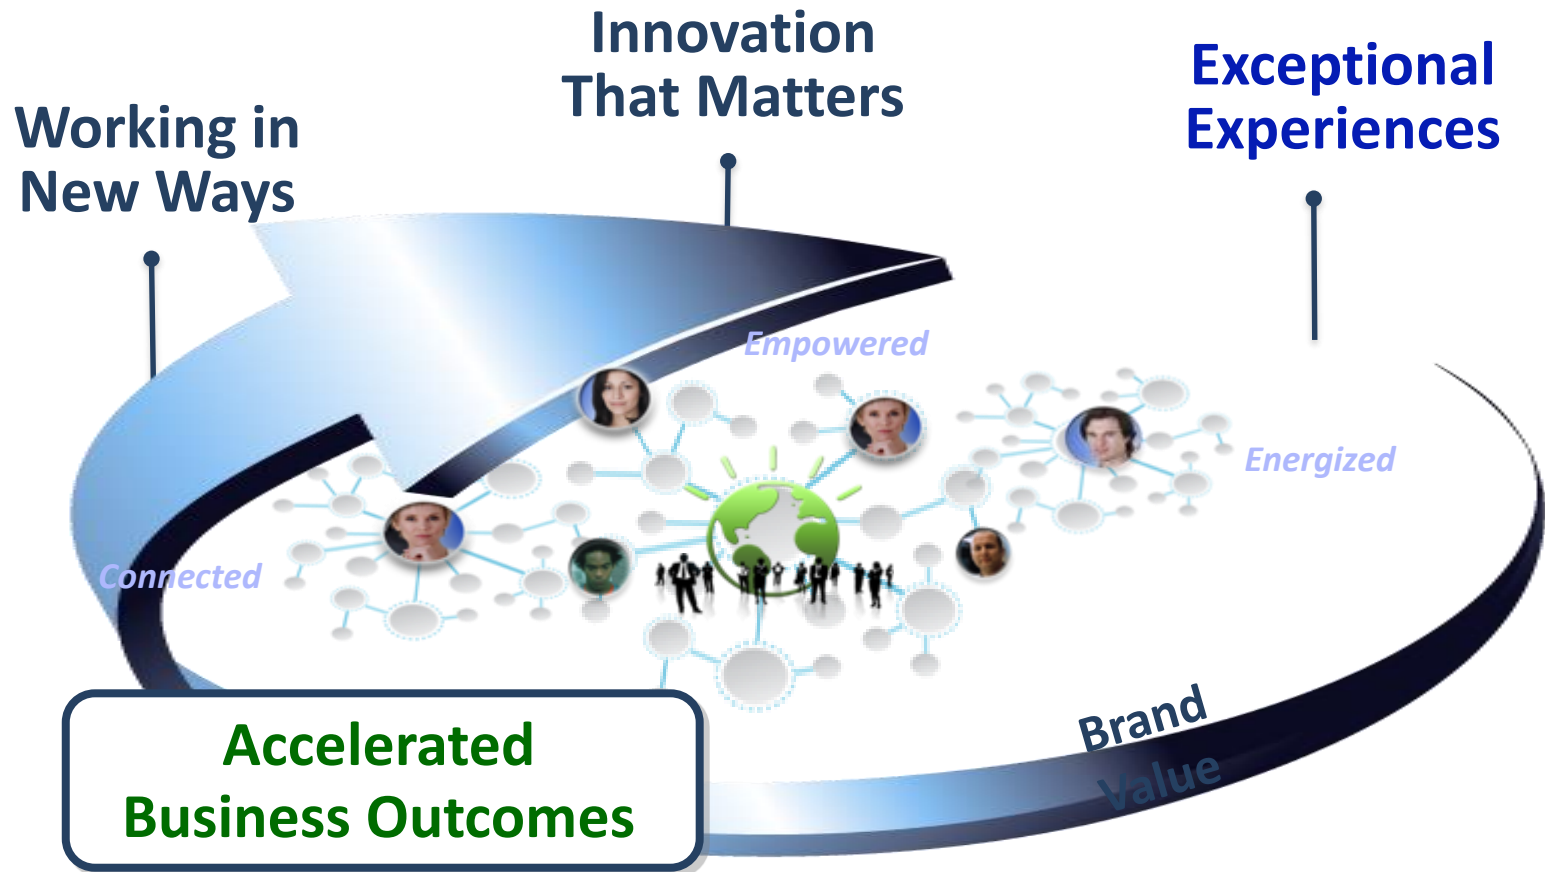 Innovation
That Matters
Exceptional
Experiences
Working in
New Ways
Empowered
Energized
Connected
Brand
Value
Accelerated
Business Outcomes